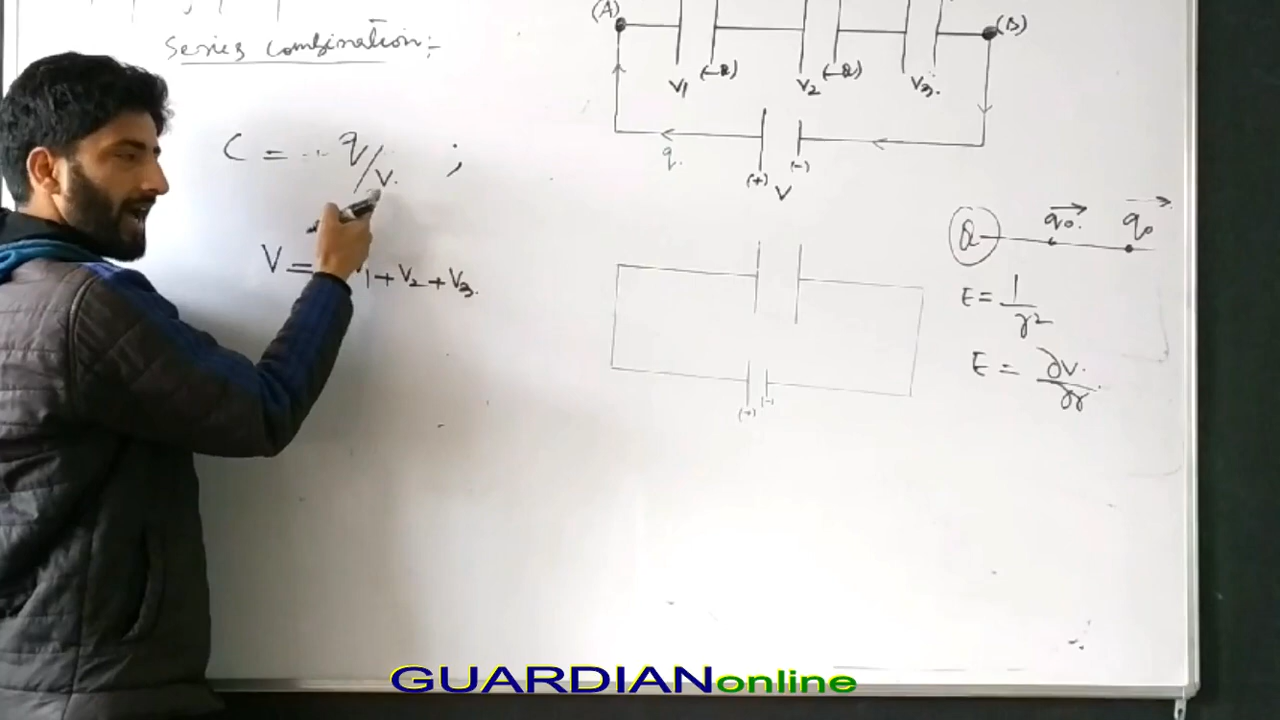 Series Combination:-
(A)
(B)
V1 (-Q) V2 (-Q) V3.
q.
(+) V (-)
C = q/V. ;
V = V1 + V2 + V3.
Q q0. q0
E = 1/r2
E = ∂V. / ∂r
(+) (-)
GUARDIANonline